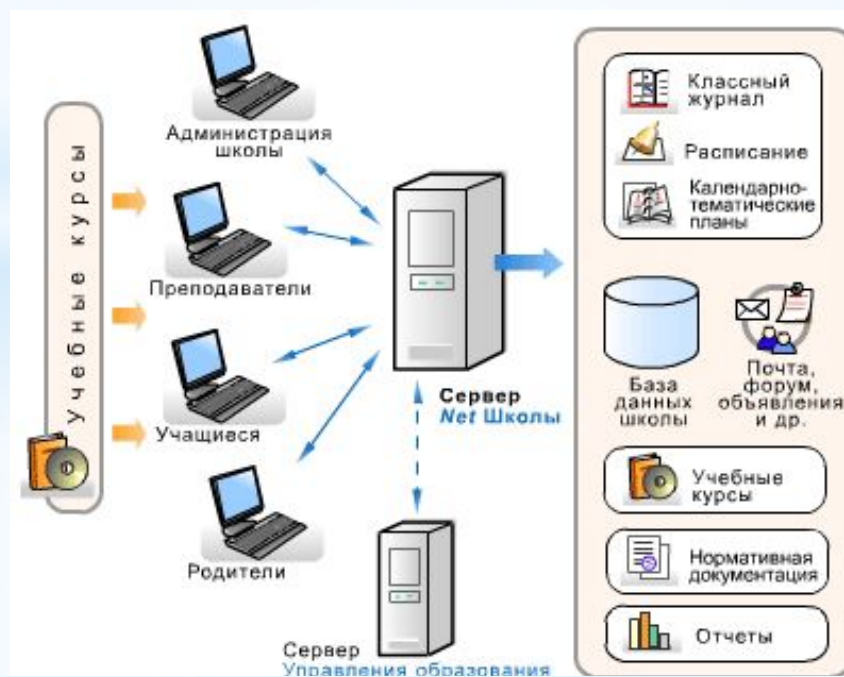 Учебные курсы
Администрация
школы
Преподаватели
Учащиеся
Родители
Сервер
Net Школы
Сервер
Управления образования
Классный
журнал
Расписание
Календарно-
тематические
планы
База
данных
школы
Почта,
форум,
объявления
и др.
Учебные
курсы
Нормативная
документация
Отчеты